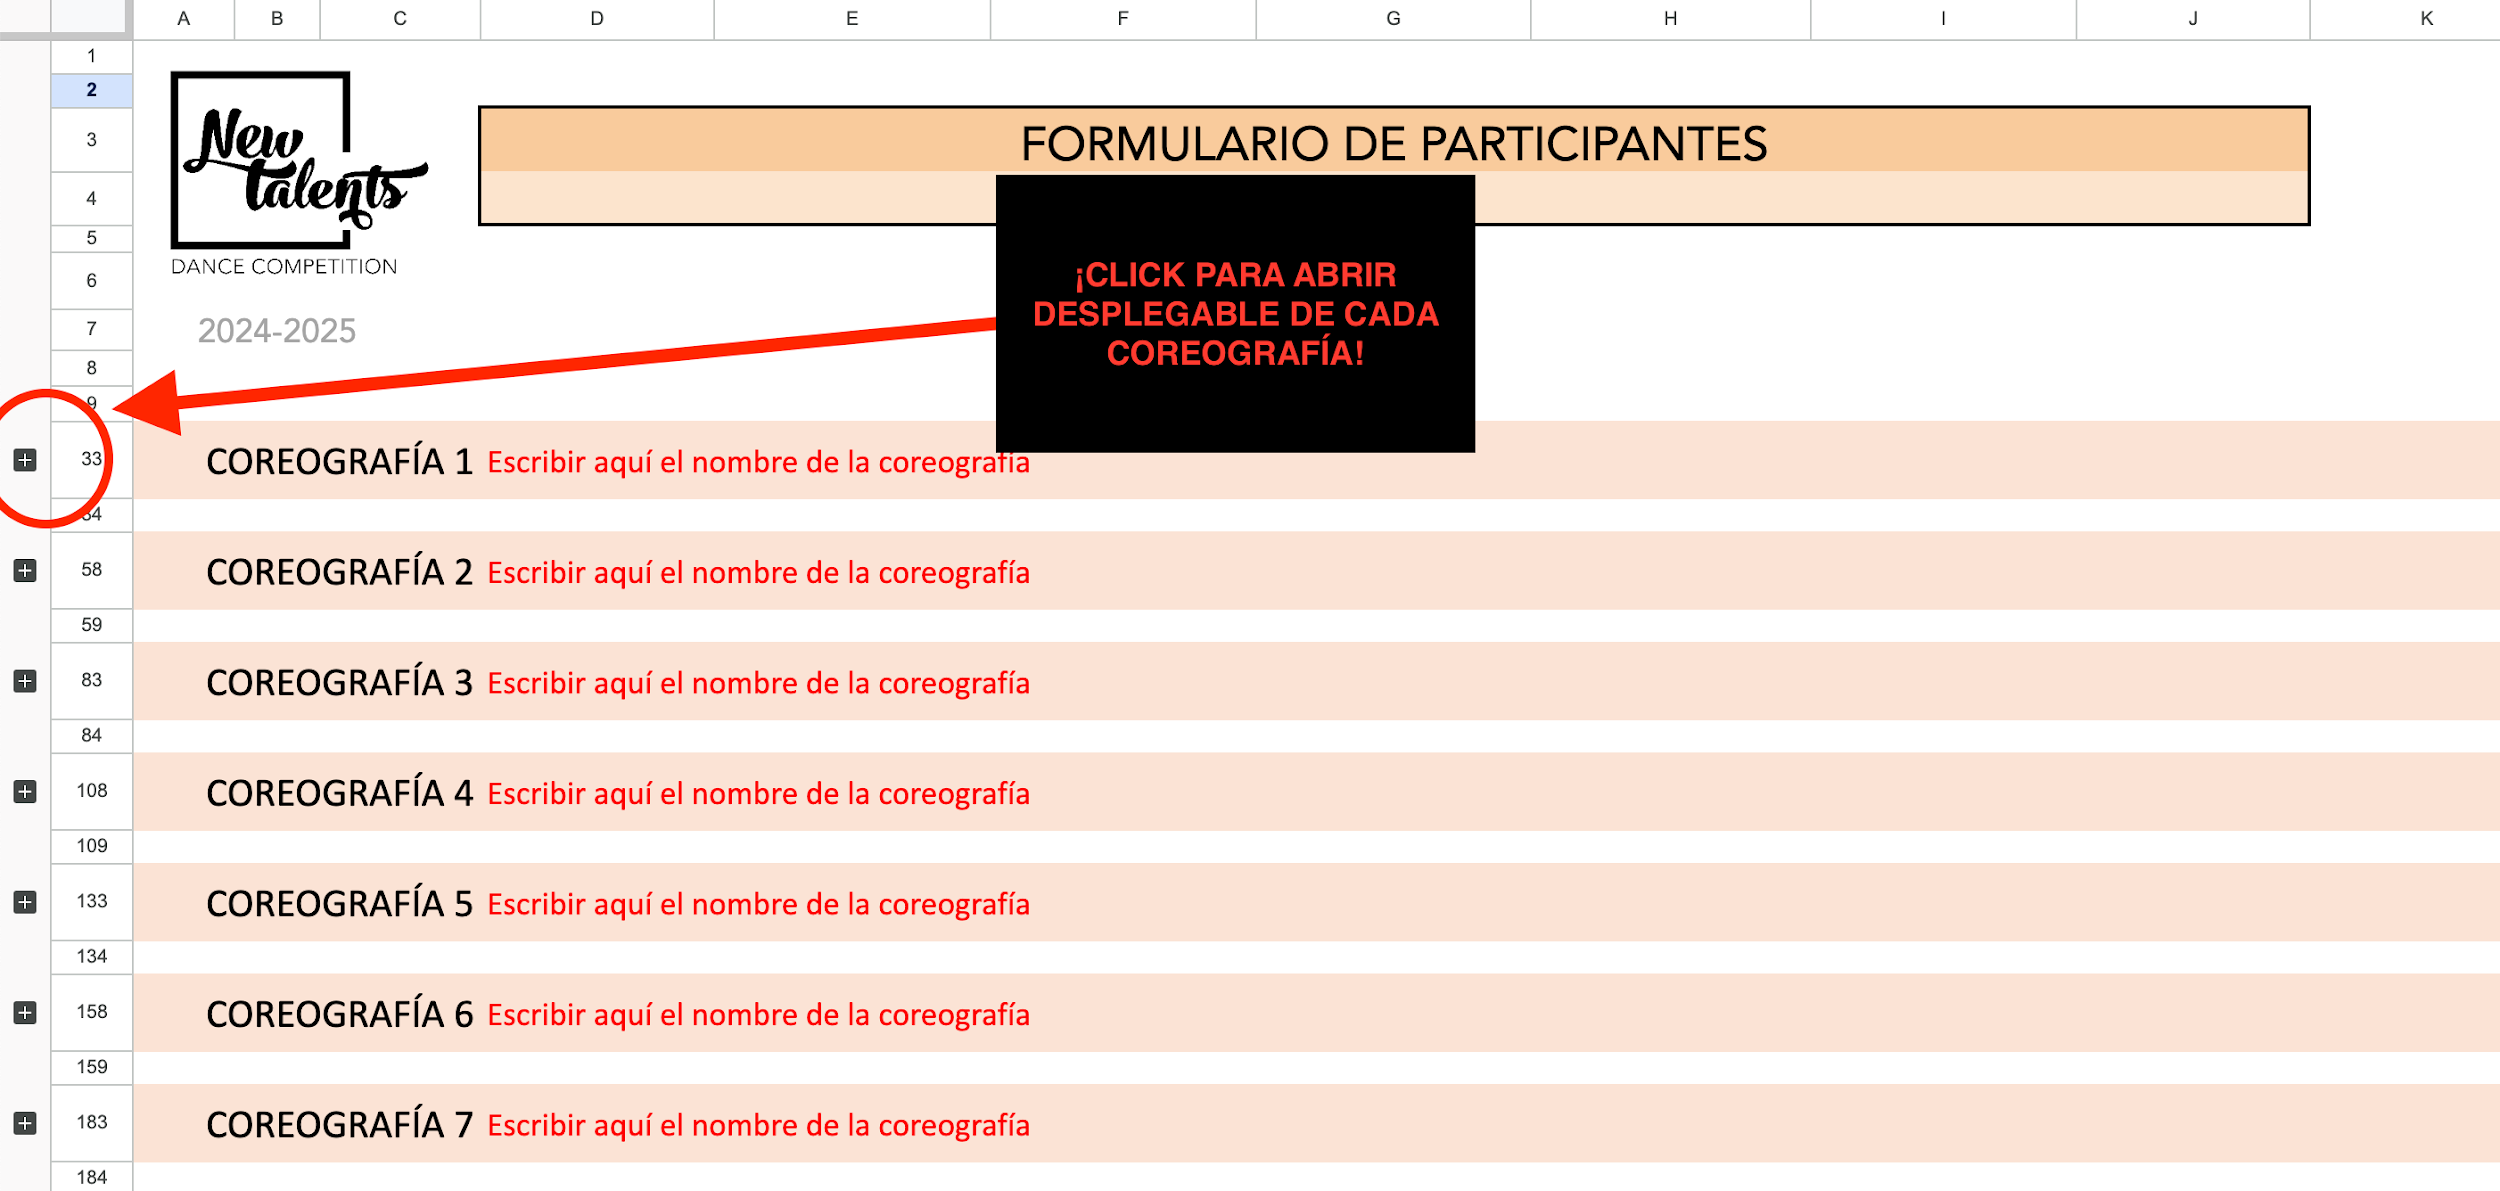 A B C D E F G H I J K
1
2
3 FORMULARIO DE PARTICIPANTES
4
5
6
7
8
9
New
Talents
DANCE COMPETITION
2024-2025
¡CLICK PARA ABRIR
DESPLEGABLE DE CADA
COREOGRAFÍA!
33 COREOGRAFÍA 1 Escribir aquí el nombre de la coreografía
34
58 COREOGRAFÍA 2 Escribir aquí el nombre de la coreografía
59
83 COREOGRAFÍA 3 Escribir aquí el nombre de la coreografía
84
108 COREOGRAFÍA 4 Escribir aquí el nombre de la coreografía
109
133 COREOGRAFÍA 5 Escribir aquí el nombre de la coreografía
134
158 COREOGRAFÍA 6 Escribir aquí el nombre de la coreografía
159
183 COREOGRAFÍA 7 Escribir aquí el nombre de la coreografía
184